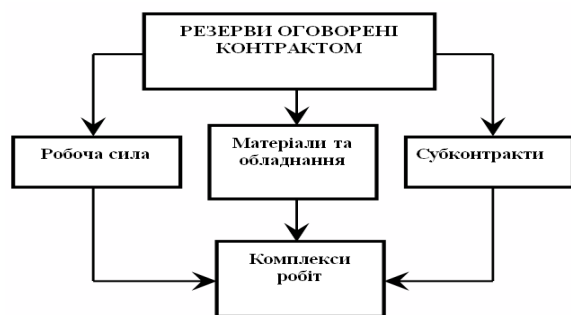 РЕЗЕРВИ ОГОВОРЕНІ
КОНТРАКТОМ
Робоча сила
Матеріали та
обладнання
Субконтракти
Комплекси
робіт